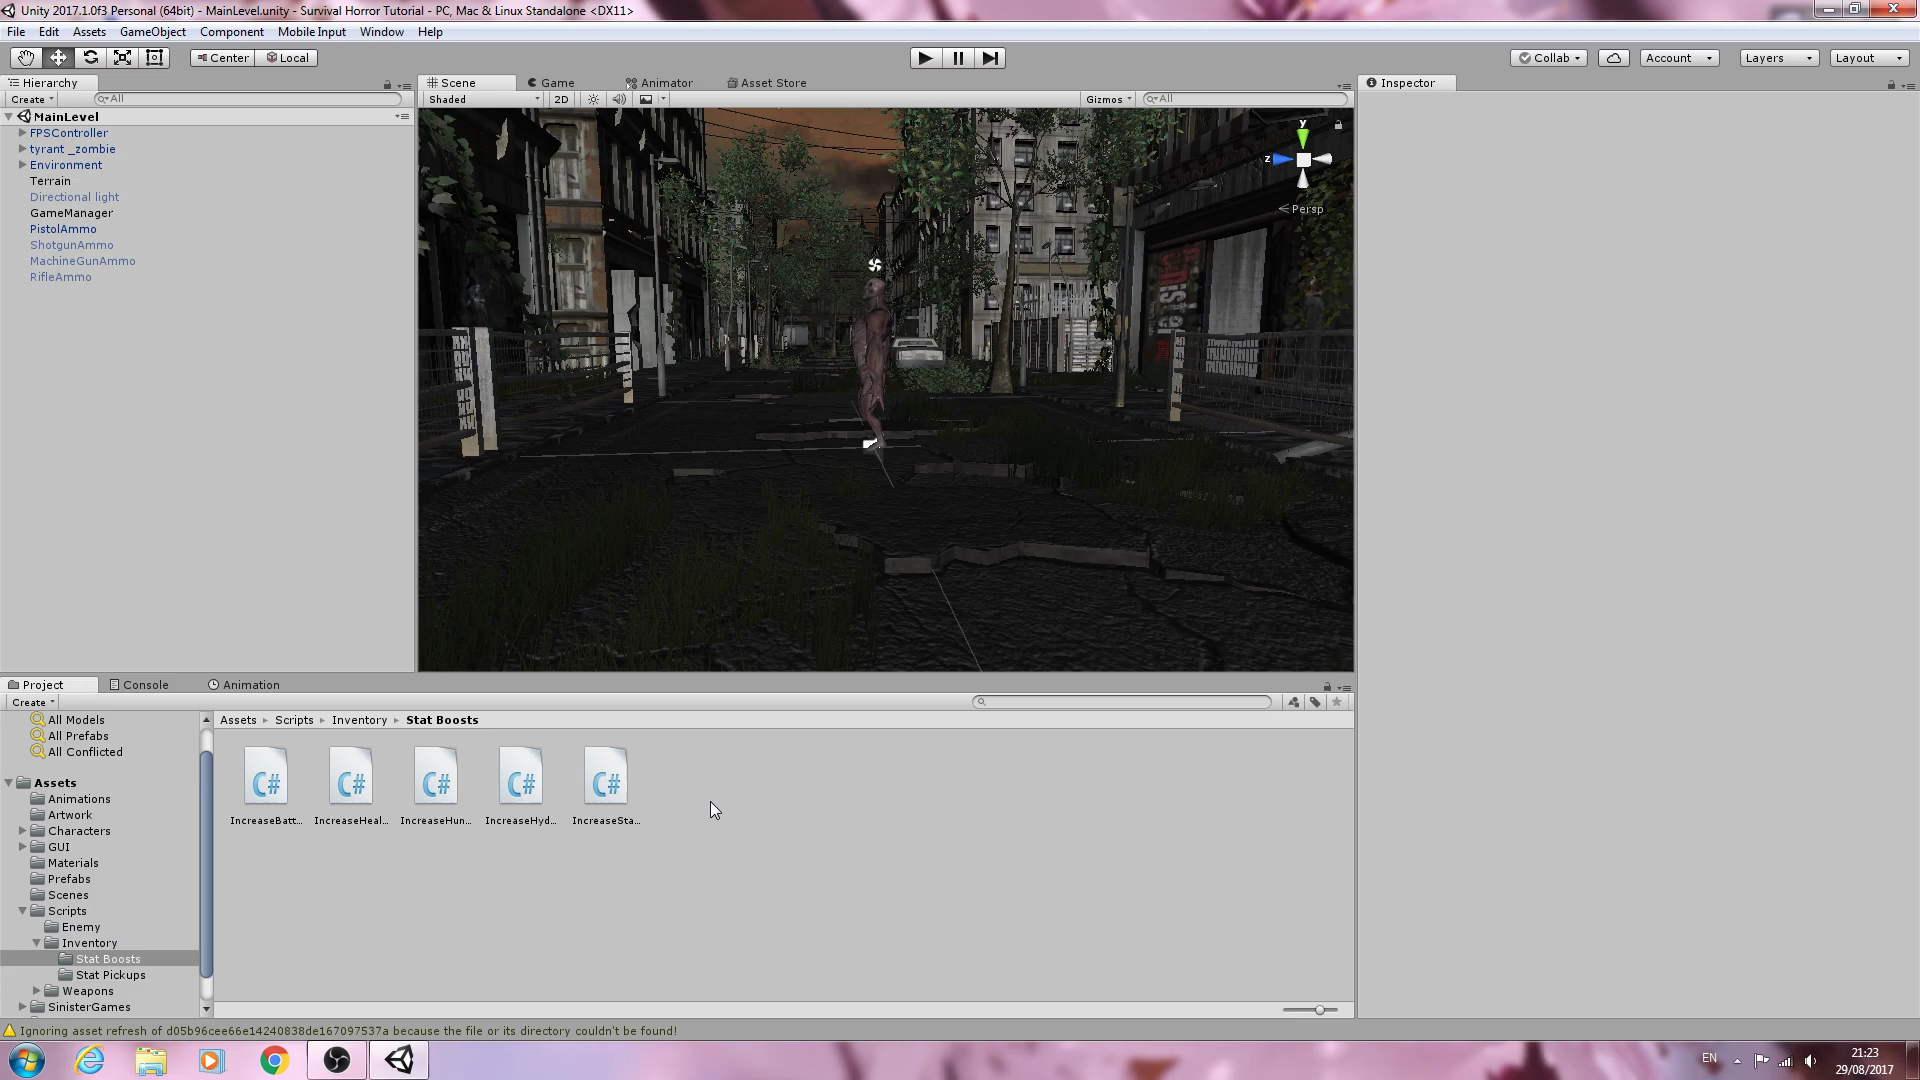 Unity 2017.1.0f3 Personal (64bit) - MainLevel.unity - Survival Horror Tutorial - PC, Mac & Linux Standalone <DX11>
File Edit Assets GameObject Component Mobile Input Window Help
Center Local Collab Account Layers Layout
Hierarchy Scene Game Animator Asset Store Inspector
Create All Shaded 2D Gizmos All
MainLevel
FPSController
tyrant _zombie
Environment
Terrain
Directional light
GameManager
PistolAmmo
ShotgunAmmo
MachineGunAmmo
RifleAmmo
y
z
Persp
Project Console Animation
Create
All Models
All Prefabs
All Conflicted
Assets
Animations
Artwork
Characters
GUI
Materials
Prefabs
Scenes
Scripts
Enemy
Inventory
Stat Boosts
Stat Pickups
Weapons
SinisterGames
Assets Scripts Inventory Stat Boosts
C# C# C# C# C#
IncreaseBatt... IncreaseHeal... IncreaseHun... IncreaseHyd... IncreaseSta...
Ignoring asset refresh of d05b96cee66e14240838de167097537a because the file or its directory couldn't be found!
EN
21:23
29/08/2017